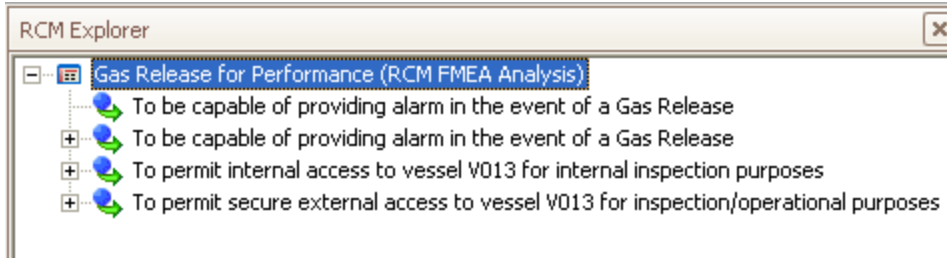 RCM Explorer
Gas Release for Performance (RCM FMEA Analysis)
To be capable of providing alarm in the event of a Gas Release
To be capable of providing alarm in the event of a Gas Release
To permit internal access to vessel V013 for internal inspection purposes
To permit secure external access to vessel V013 for inspection/operational purposes